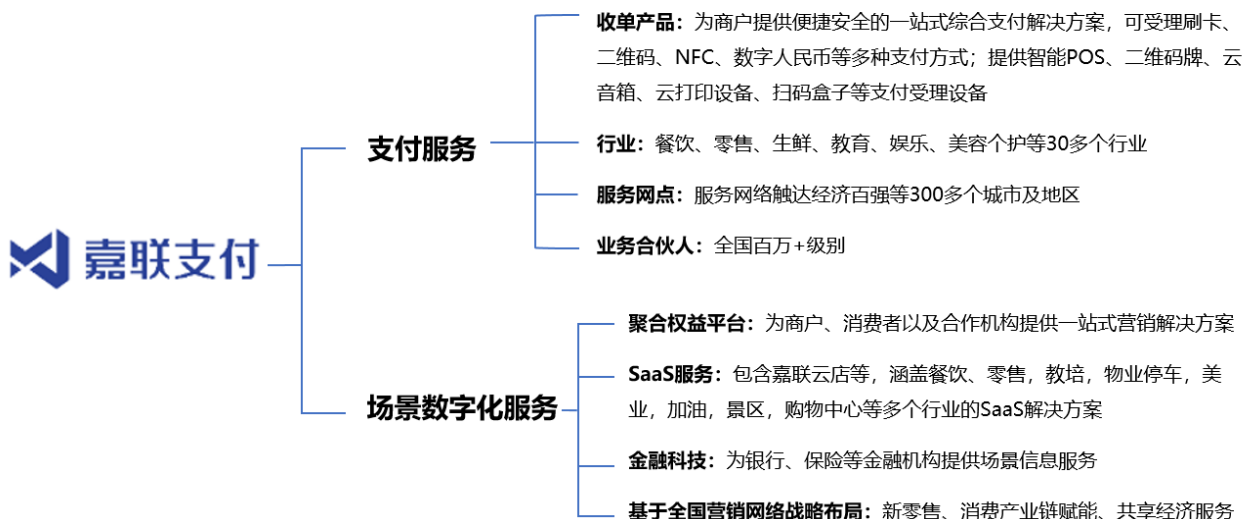 收单产品：为商户提供便捷安全的一站式综合支付解决方案，可受理刷卡、
二维码、NFC、数字人民币等多种支付方式；提供智能POS、二维码牌、云
音箱、云打印设备、扫码盒子等支付受理设备
支付服务
行业：餐饮、零售、生鲜、教育、娱乐、美容个护等30多个行业
服务网点：服务网络触达经济百强等300多个城市及地区
业务合伙人：全国百万+级别
嘉联支付
聚合权益平台：为商户、消费者以及合作机构提供一站式营销解决方案
SaaS服务：包含嘉联云店等，涵盖餐饮、零售，教培，物业停车，美
业，加油，景区，购物中心等多个行业的SaaS解决方案
场景数字化服务
金融科技：为银行、保险等金融机构提供场景信息服务
基于全国营销网络战略布局：新零售、消费产业链赋能、共享经济服务